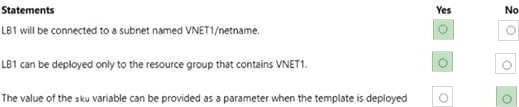 Statements Yes No
LB1 will be connected to a subnet named VNET1/netname.
LB1 can be deployed only to the resource group that contains VNET1.
The value of the sku variable can be provided as a parameter when the template is deployed